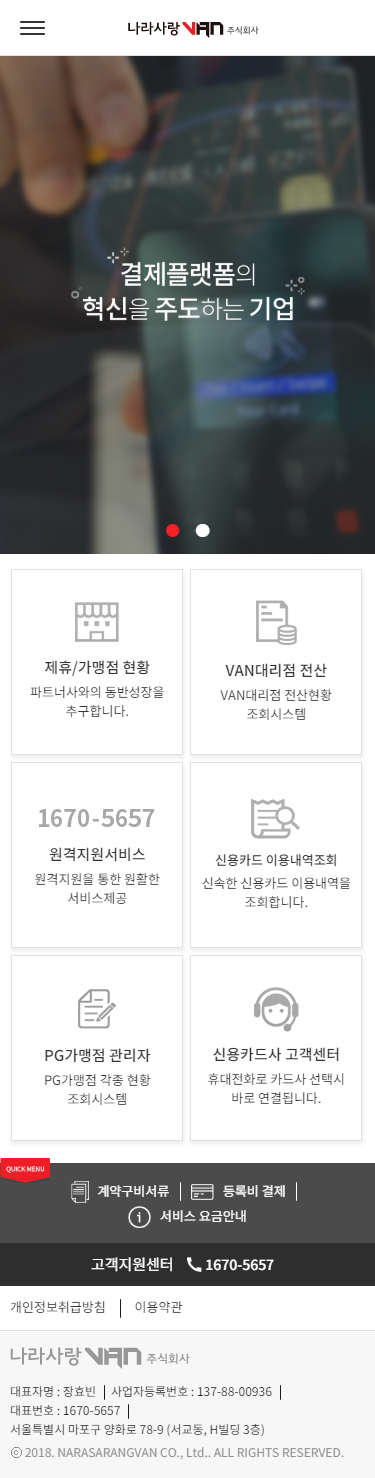 나라사랑 VAN 주식회사
결제플랫폼의
혁신을 주도하는 기업
제휴/가맹점 현황
파트너사와의 동반성장을
추구합니다.
VAN대리점 전산
VAN대리점 전산현황
조회시스템
1670-5657
원격지원서비스
원격지원을 통한 원활한
서비스제공
신용카드 이용내역조회
신속한 신용카드 이용내역을
조회합니다.
PG가맹점 관리자
PG가맹점 각종 현황
조회시스템
신용카드사 고객센터
휴대전화로 카드사 선택시
바로 연결됩니다.
QUICK MENU
계약구비서류 등록비 결제
서비스 요금안내
고객지원센터 1670-5657
개인정보취급방침 이용약관
나라사랑 VAN 주식회사
대표자명 : 장효빈 사업자등록번호 : 137-88-00936
대표번호 : 1670-5657
서울특별시 마포구 양화로 78-9 (서교동, H빌딩 3층)
ⓒ 2018. NARASARANGVAN CO., Ltd.. ALL RIGHTS RESERVED.